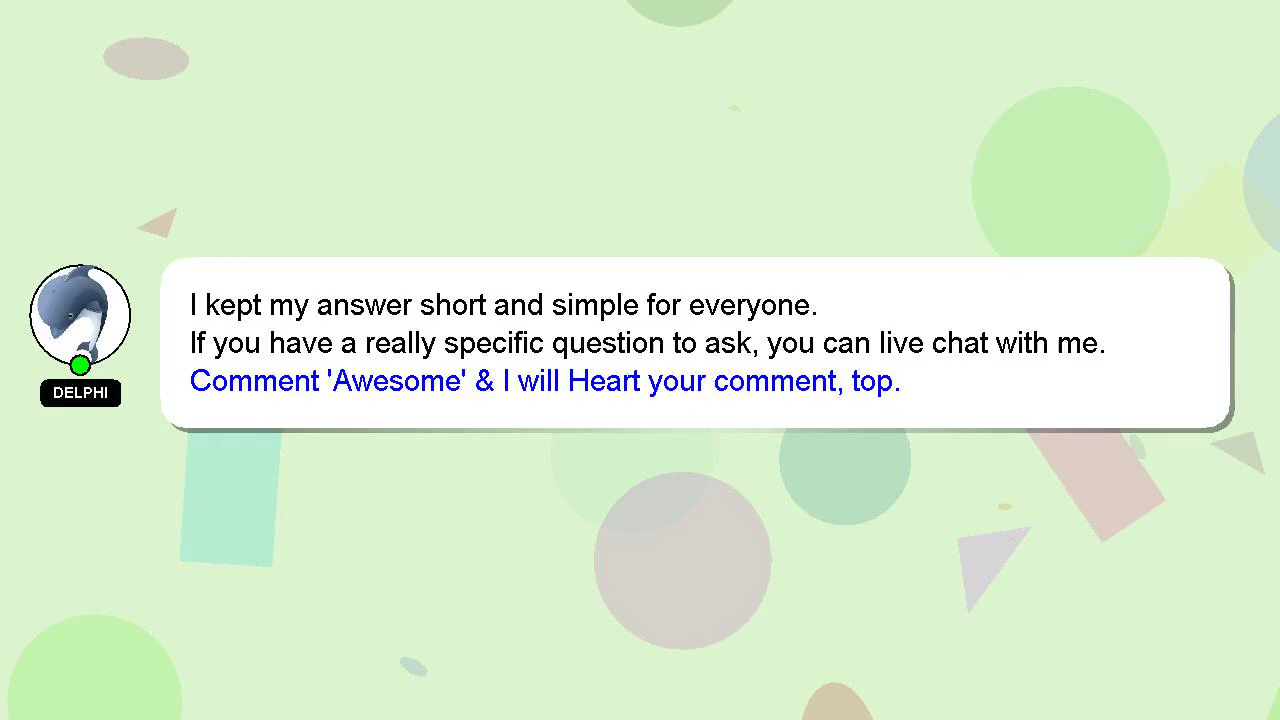 I kept my answer short and simple for everyone.
If you have a really specific question to ask, you can live chat with me.
Comment 'Awesome' & I will Heart your comment, top.
DELPHI